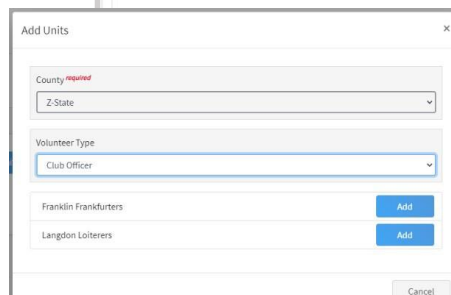 Add Units ×
County required
Z-State
Volunteer Type
Club Officer
Franklin Frankfurters Add
Langdon Loiterers Add
Cancel